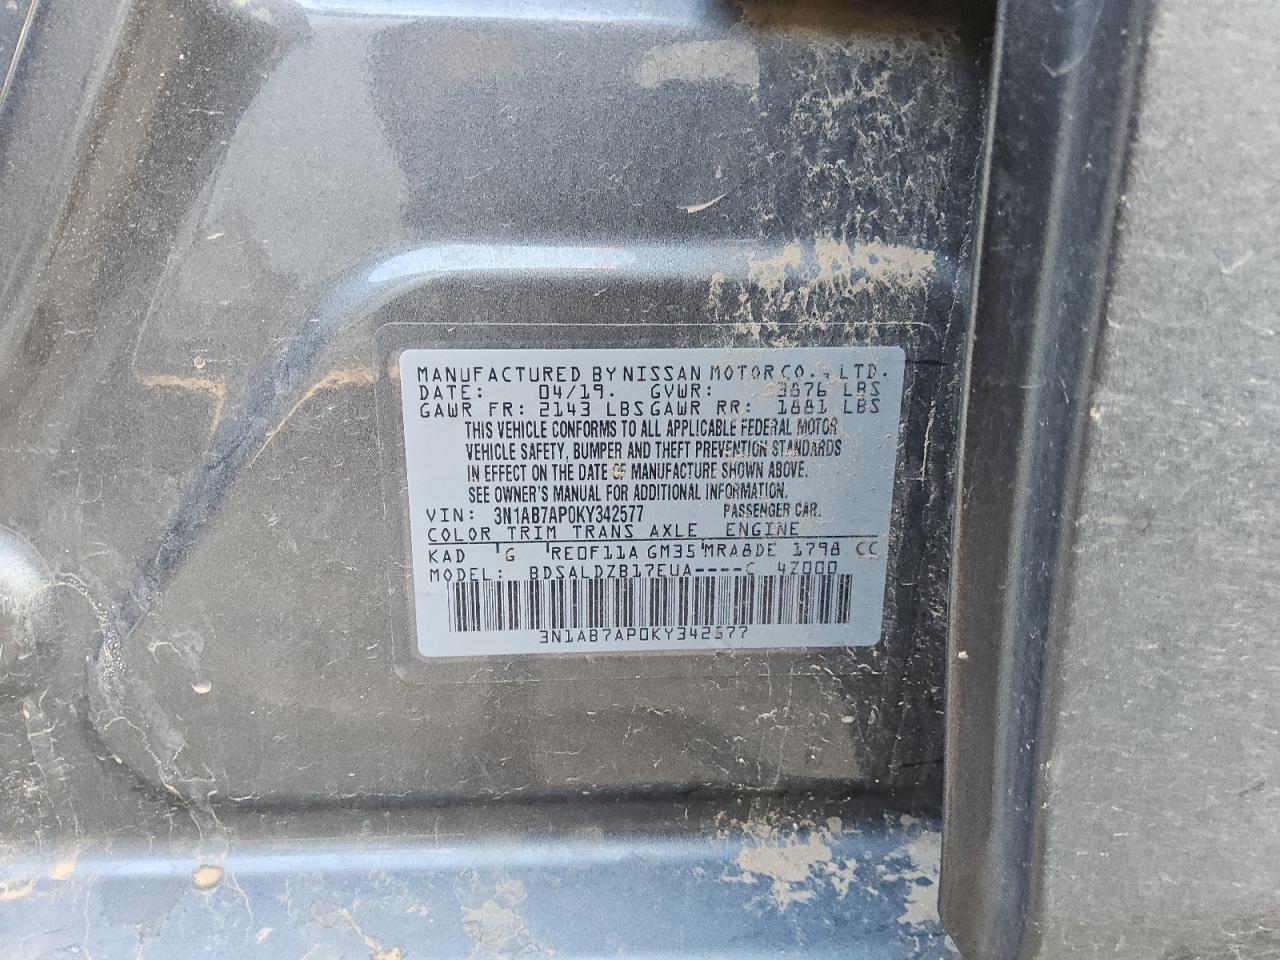 MANUFACTURED BY NISSAN MOTOR CO., LTD.
DATE: 04/19. GVWR: 3876 LBS
GAWR FR: 2143 LBS GAWR RR: 1881 LBS
THIS VEHICLE CONFORMS TO ALL APPLICABLE FEDERAL MOTOR
VEHICLE SAFETY, BUMPER AND THEFT PREVENTION STANDARDS
IN EFFECT ON THE DATE OF MANUFACTURE SHOWN ABOVE.
SEE OWNER'S MANUAL FOR ADDITIONAL INFORMATION.
VIN: 3N1AB7AP0KY342577 PASSENGER CAR.
COLOR TRIM TRANS AXLE ENGINE
KAD G RE0F11A GM35 MRA8DE 1798 CC
MODEL: BDSALDZB17EUA----C 4Z000
3N1AB7AP0KY342577